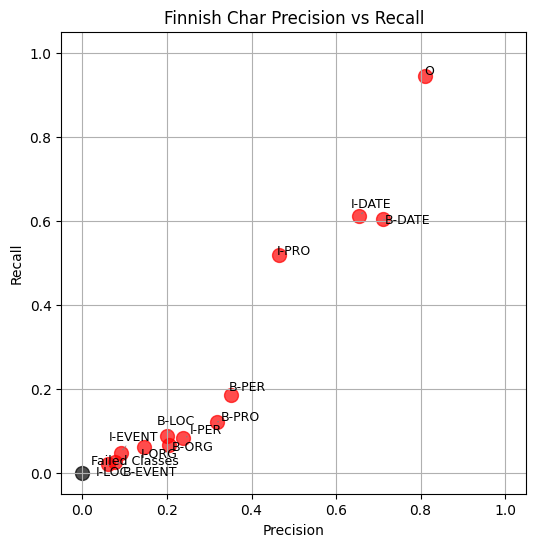 Finnish Char Precision vs Recall
1.0
O
0.8
I-DATE
0.6
B-DATE
I-PRO
Recall
0.4
B-PER
0.2
B-PRO
B-LOC
I-PER
I-EVENT
B-ORG
I-ORG
Failed Classes
0.0
I-LOC
B-EVENT
0.0 0.2 0.4 0.6 0.8 1.0
Precision